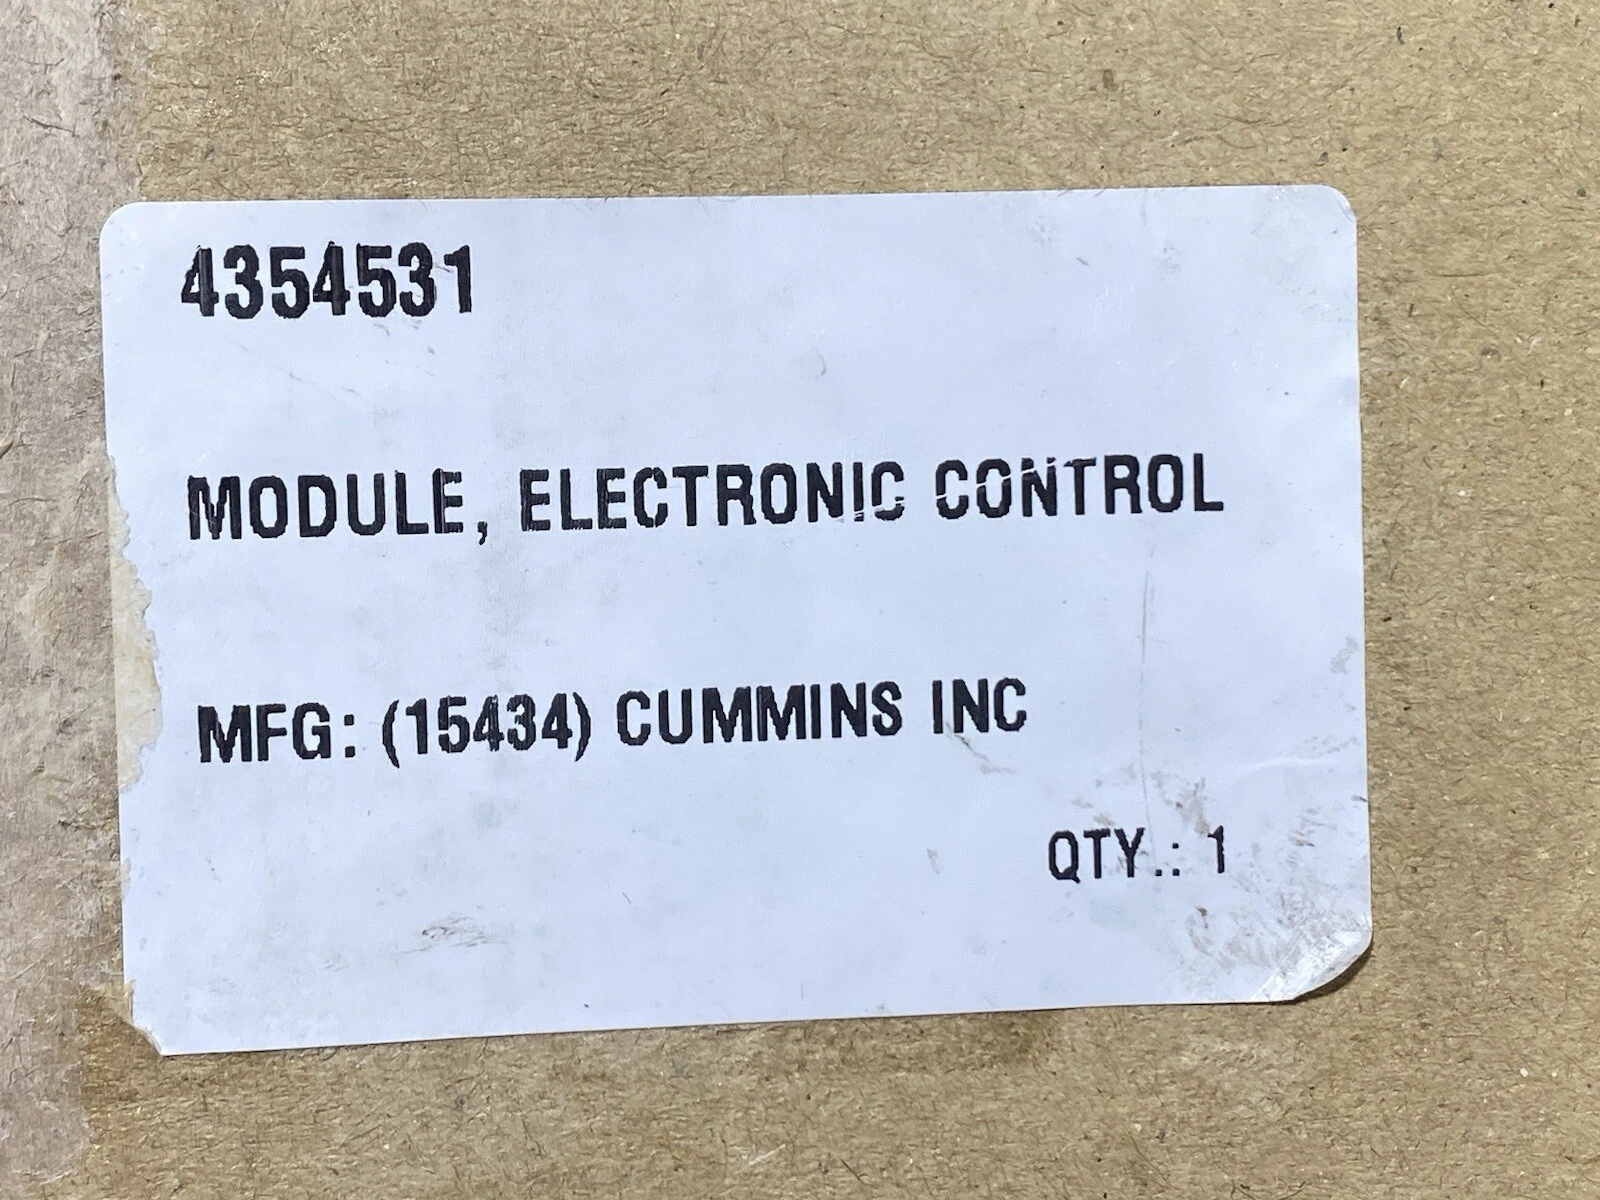 4354531
MODULE, ELECTRONIC CONTROL
MFG: (15434) CUMMINS INC
QTY.: 1